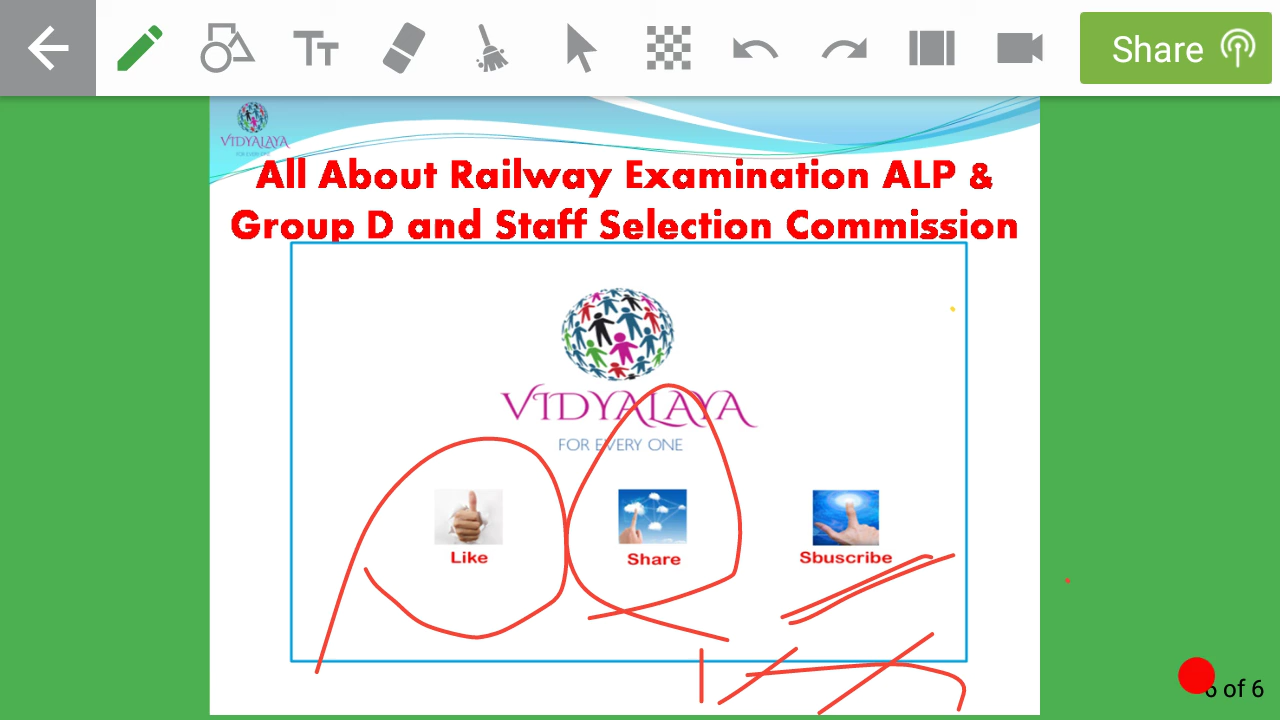 Share
VIDYALAYA
FOR EVERY ONE
All About Railway Examination ALP &
Group D and Staff Selection Commission
VIDYALAYA
FOR EVERY ONE
Like Share Sbuscribe
6 of 6